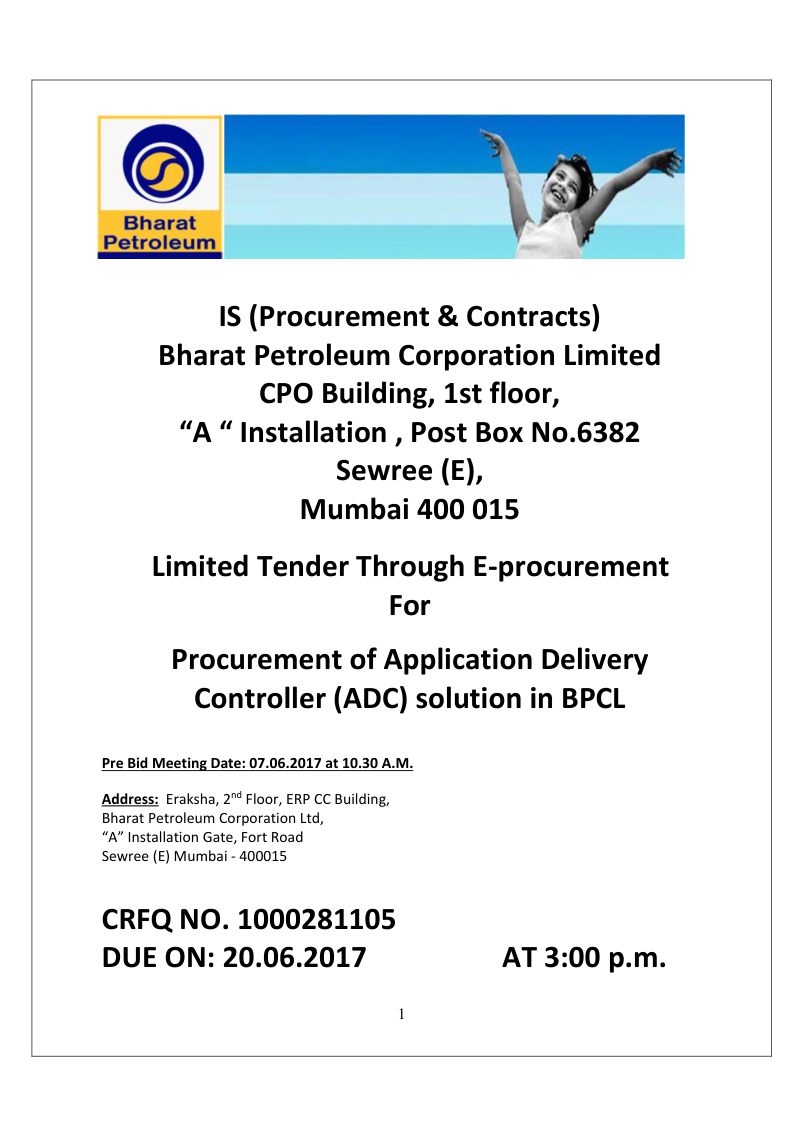 Bharat
Petroleum
IS (Procurement & Contracts)
Bharat Petroleum Corporation Limited
CPO Building, 1st floor,
“A “ Installation , Post Box No.6382
Sewree (E),
Mumbai 400 015
Limited Tender Through E-procurement
For
Procurement of Application Delivery
Controller (ADC) solution in BPCL
Pre Bid Meeting Date: 07.06.2017 at 10.30 A.M.
Address: Eraksha, 2nd Floor, ERP CC Building,
Bharat Petroleum Corporation Ltd,
“A” Installation Gate, Fort Road
Sewree (E) Mumbai - 400015
CRFQ NO. 1000281105
DUE ON: 20.06.2017 AT 3:00 p.m.
1